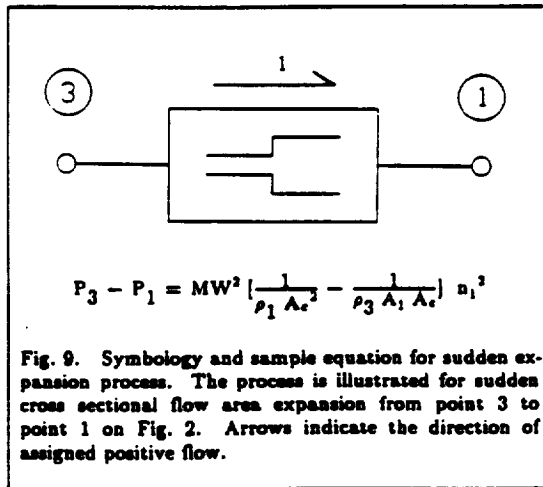 1
3 1
P₃ − P₁ = MW² [1/(ρ₁ Aₑ²) − 1/(ρ₃ A₁ Aₑ)] n₁²
Fig. 9. Symbology and sample equation for sudden ex-
pansion process. The process is illustrated for sudden
cross sectional flow area expansion from point 3 to
point 1 on Fig. 2. Arrows indicate the direction of
assigned positive flow.